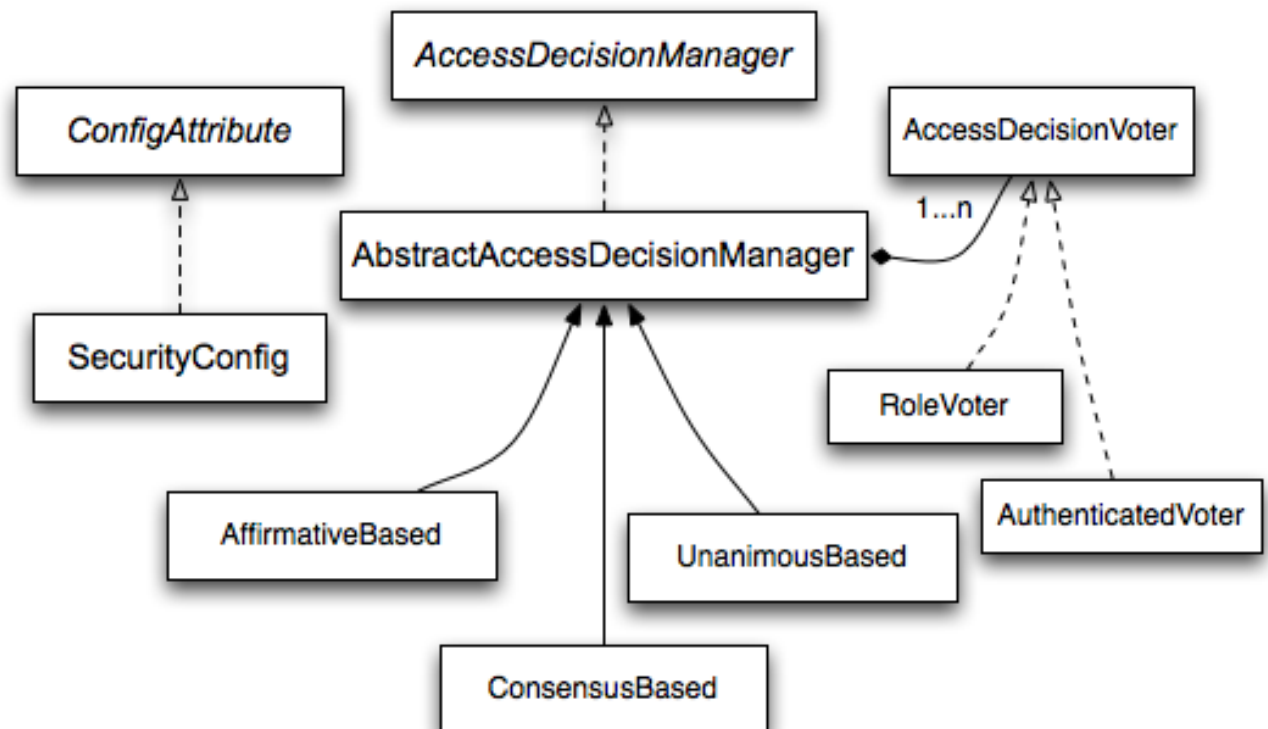 AccessDecisionManager
ConfigAttribute
AccessDecisionVoter
1...n
AbstractAccessDecisionManager
SecurityConfig
RoleVoter
AffirmativeBased
AuthenticatedVoter
UnanimousBased
ConsensusBased